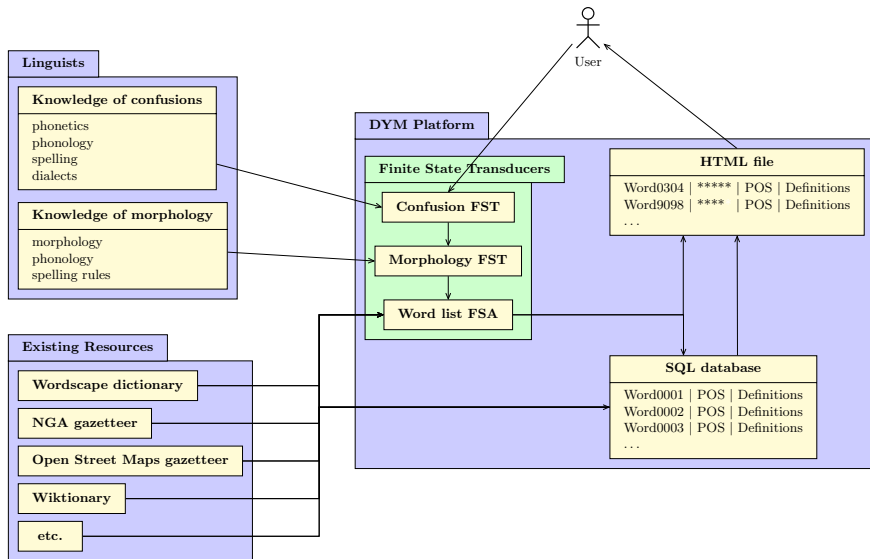 User
Linguists
Knowledge of confusions
phonetics
phonology
spelling
dialects
Knowledge of morphology
morphology
phonology
spelling rules
DYM Platform
Finite State Transducers
Confusion FST
Morphology FST
Word list FSA
HTML file
Word0304 | ***** | POS | Definitions
Word9098 | **** | POS | Definitions
...
SQL database
Word0001 | POS | Definitions
Word0002 | POS | Definitions
Word0003 | POS | Definitions
...
Existing Resources
Wordscape dictionary
NGA gazetteer
Open Street Maps gazetteer
Wiktionary
etc.